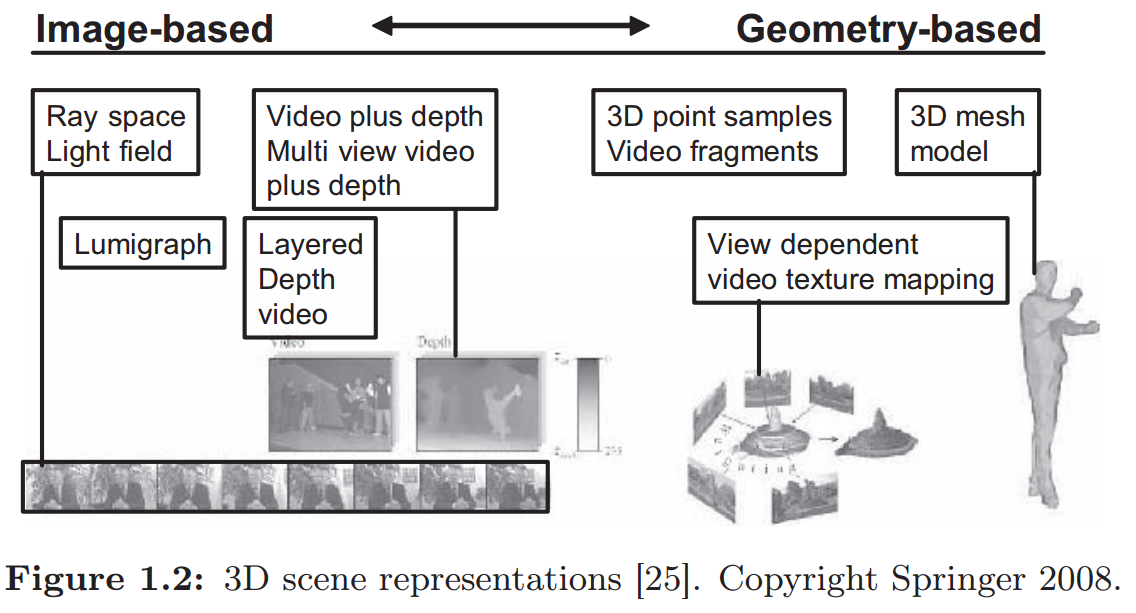 Image-based
Geometry-based
Ray space
Light field
Video plus depth
Multi view video
plus depth
3D point samples
Video fragments
3D mesh
model
Lumigraph
Layered
Depth
video
View dependent
video texture mapping
Video
Depth
Figure 1.2: 3D scene representations [25]. Copyright Springer 2008.